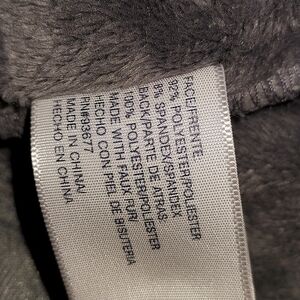 FACE/FRENTE
92% POLYESTER/POLIESTER
8% SPANDEX/SPANDEX
BACK/PARTE DE ATRAS:
100% POLYESTER/POLIESTER
MADE WITH FAUX FUR
HECHO CON PIEL DE BISUTERIA
RN#93677
MADE IN CHINA/
HECHO EN CHINA